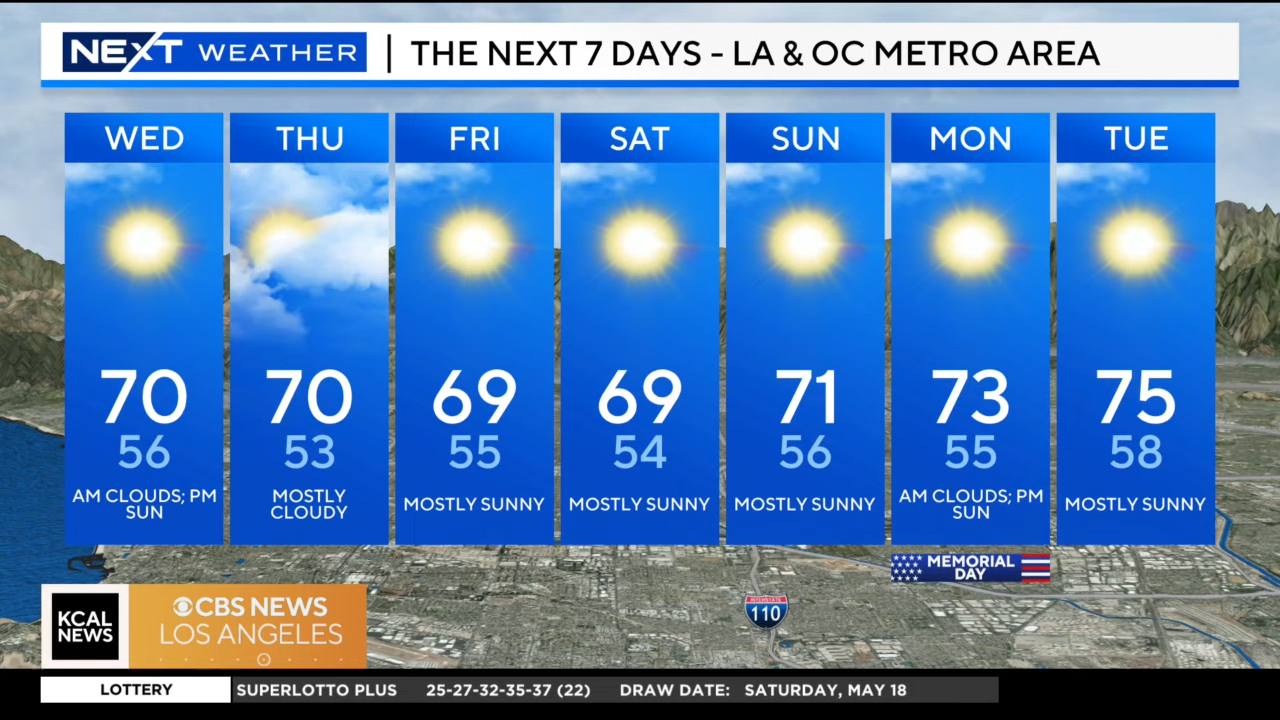 NEXT WEATHER | THE NEXT 7 DAYS - LA & OC METRO AREA
WED
70
56
AM CLOUDS; PM
SUN
THU
70
53
MOSTLY
CLOUDY
FRI
69
55
MOSTLY SUNNY
SAT
69
54
MOSTLY SUNNY
SUN
71
56
MOSTLY SUNNY
MON
73
55
AM CLOUDS; PM
SUN
MEMORIAL
DAY
TUE
75
58
MOSTLY SUNNY
INTERSTATE
110
KCAL
NEWS
CBS NEWS
LOS ANGELES
LOTTERY
SUPERLOTTO PLUS 25-27-32-35-37 (22) DRAW DATE: SATURDAY, MAY 18